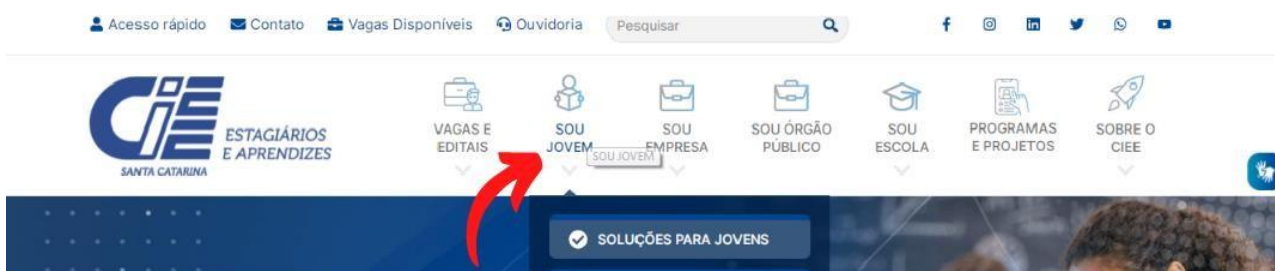 Acesso rápido Contato Vagas Disponíveis Ouvidoria Pesquisar
CIEE
ESTAGIÁRIOS
E APRENDIZES
SANTA CATARINA
VAGAS E
EDITAIS
SOU
JOVEM
SOU JOVEM
SOU
EMPRESA
SOU ÓRGÃO
PÚBLICO
SOU
ESCOLA
PROGRAMAS
E PROJETOS
SOBRE O
CIEE
SOLUÇÕES PARA JOVENS